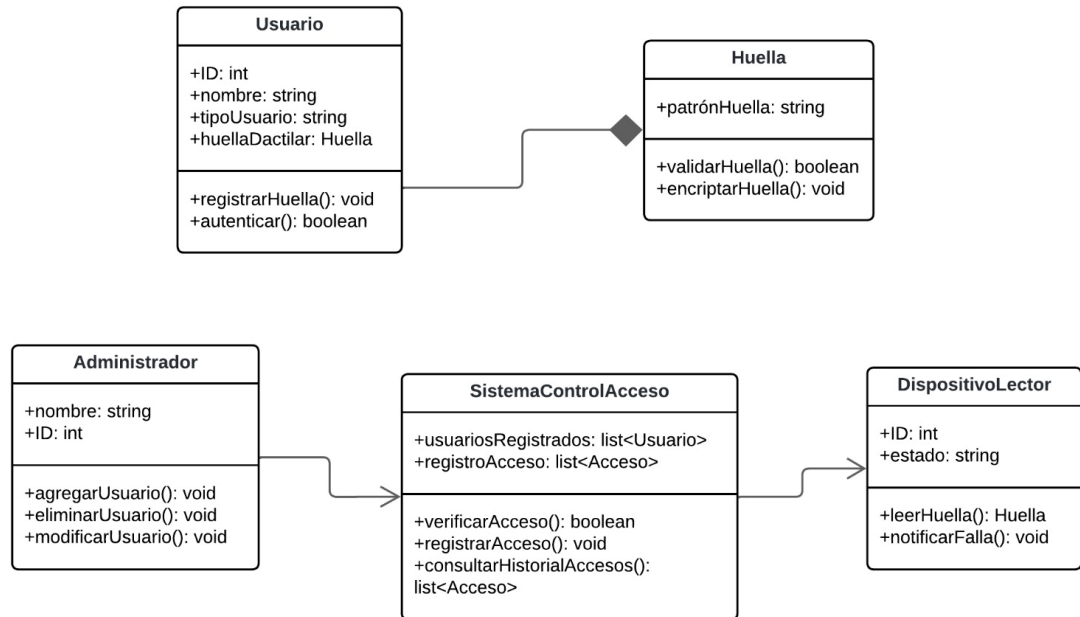 Usuario
+ID: int
+nombre: string
+tipoUsuario: string
+huellaDactilar: Huella
+registrarHuella(): void
+autenticar(): boolean
Huella
+patrónHuella: string
+validarHuella(): boolean
+encriptarHuella(): void
Administrador
+nombre: string
+ID: int
+agregarUsuario(): void
+eliminarUsuario(): void
+modificarUsuario(): void
SistemaControlAcceso
+usuariosRegistrados: list<Usuario>
+registroAcceso: list<Acceso>
+verificarAcceso(): boolean
+registrarAcceso(): void
+consultarHistorialAccesos():
list<Acceso>
DispositivoLector
+ID: int
+estado: string
+leerHuella(): Huella
+notificarFalla(): void